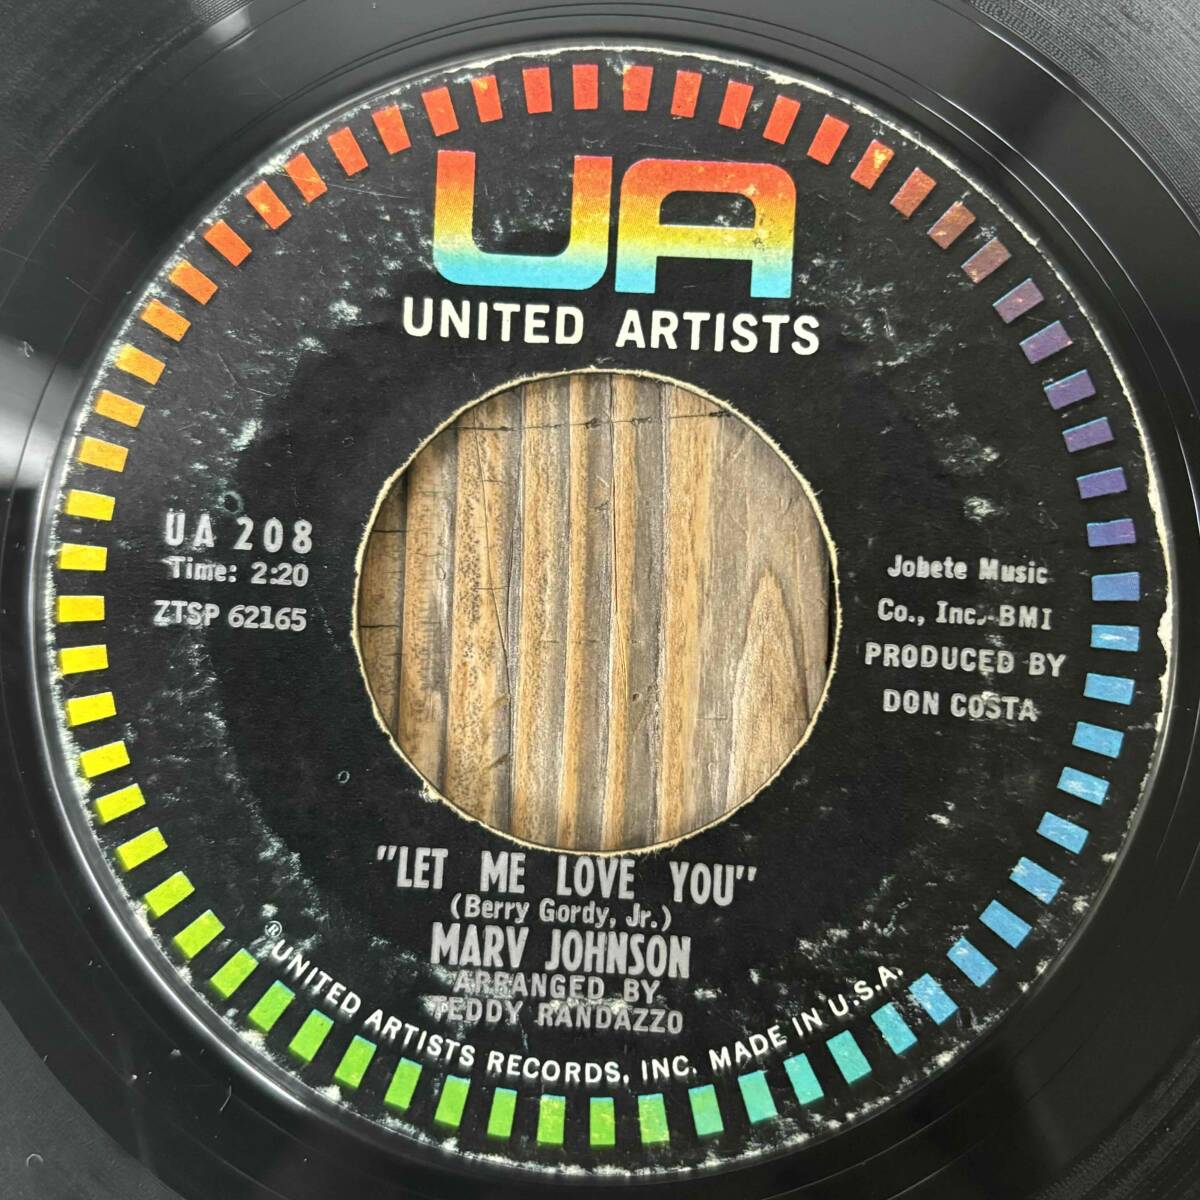 UA
UNITED ARTISTS
UA 208
Time: 2:20
ZTSP 62165
Jobete Music
Co., Inc.-BMI
PRODUCED BY
DON COSTA
"LET ME LOVE YOU"
(Berry Gordy, Jr.)
MARV JOHNSON
ARRANGED BY
TEDDY RANDAZZO
®UNITED ARTISTS RECORDS, INC. MADE IN U.S.A.